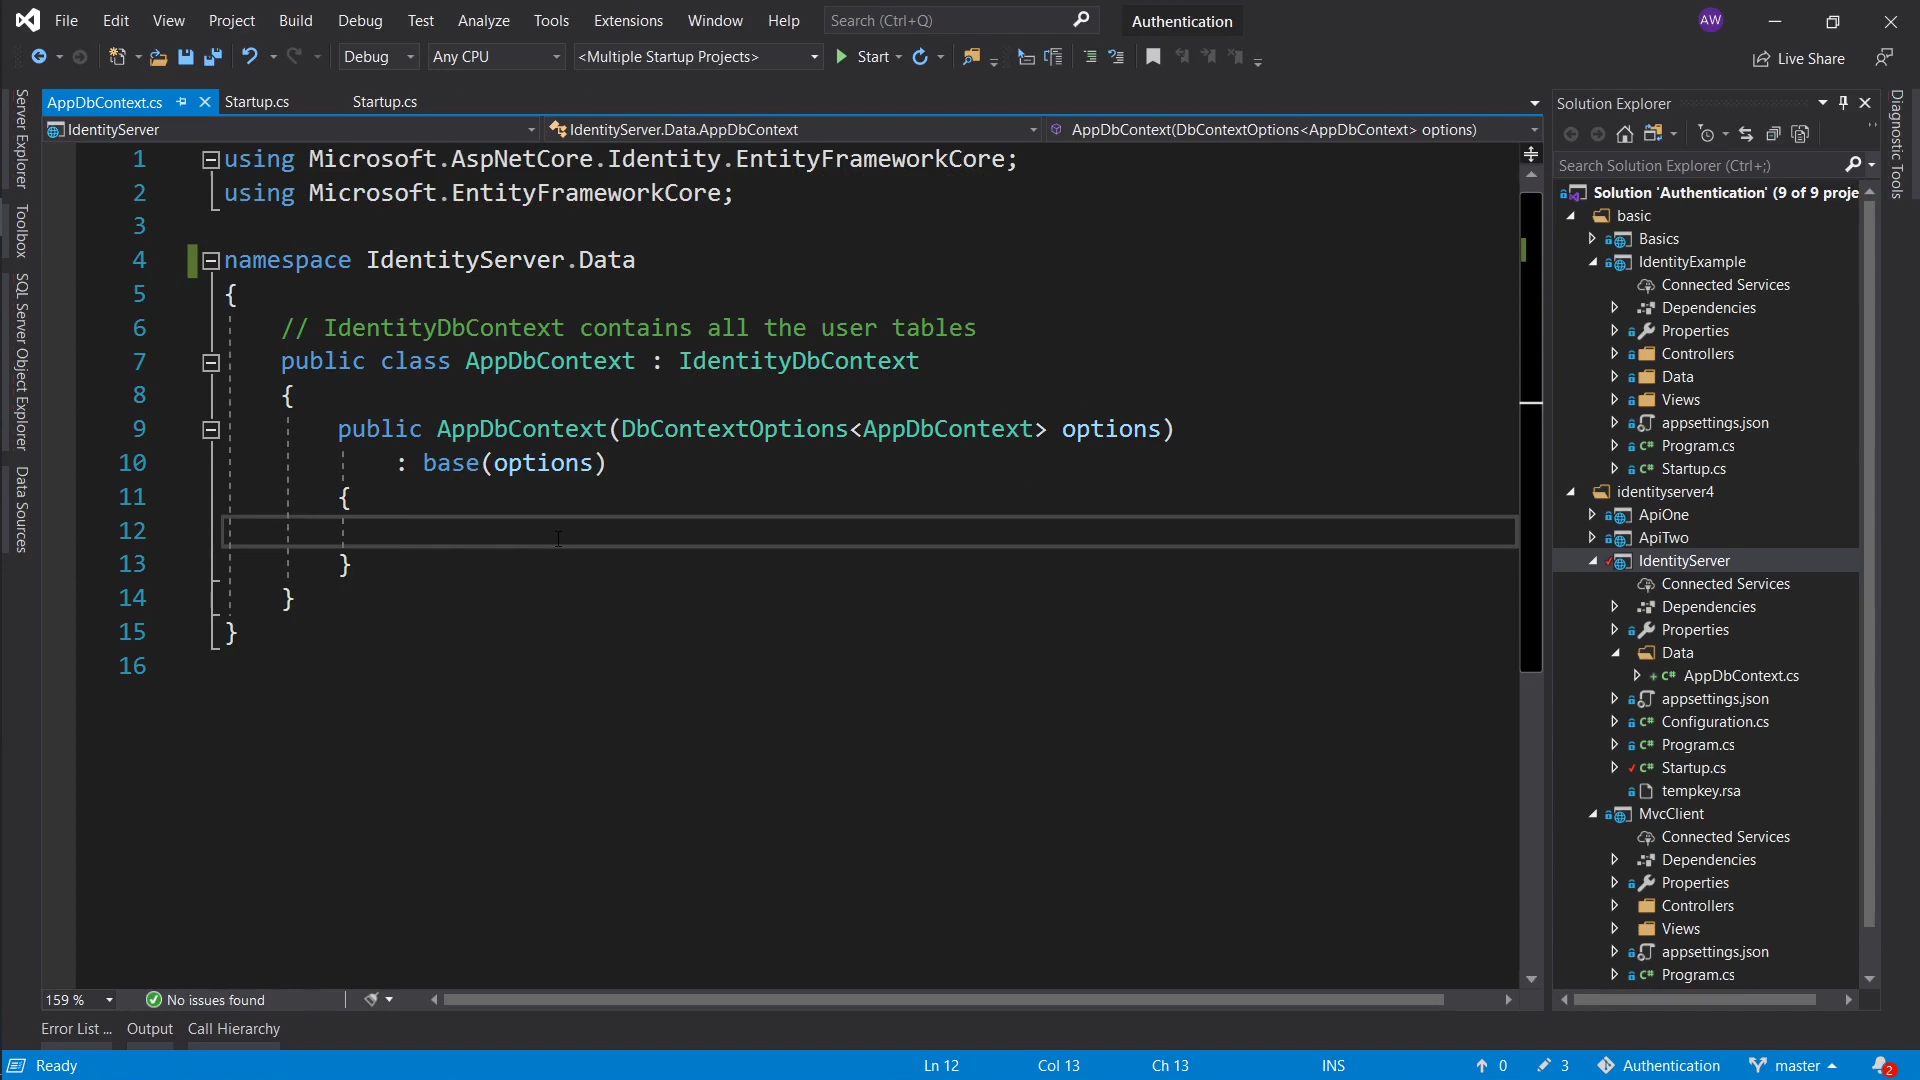 File Edit View Project Build Debug Test Analyze Tools Extensions Window Help Search (Ctrl+Q) Authentication AW
Debug Any CPU <Multiple Startup Projects> Start Live Share
Server Explorer
Toolbox
SQL Server Object Explorer
Data Sources
AppDbContext.cs Startup.cs Startup.cs
IdentityServer IdentityServer.Data.AppDbContext AppDbContext(DbContextOptions<AppDbContext> options)
1 using Microsoft.AspNetCore.Identity.EntityFrameworkCore;
2 using Microsoft.EntityFrameworkCore;
3
4 namespace IdentityServer.Data
5 {
6 // IdentityDbContext contains all the user tables
7 public class AppDbContext : IdentityDbContext
8 {
9 public AppDbContext(DbContextOptions<AppDbContext> options)
10 : base(options)
11 {
12
13 }
14 }
15 }
16
159 % No issues found
Error List ... Output Call Hierarchy
Solution Explorer
Search Solution Explorer (Ctrl+;)
Solution 'Authentication' (9 of 9 proje
basic
Basics
IdentityExample
Connected Services
Dependencies
Properties
Controllers
Data
Views
appsettings.json
C# Program.cs
C# Startup.cs
identityserver4
ApiOne
ApiTwo
IdentityServer
Connected Services
Dependencies
Properties
Data
C# AppDbContext.cs
appsettings.json
C# Configuration.cs
C# Program.cs
C# Startup.cs
tempkey.rsa
MvcClient
Connected Services
Dependencies
Properties
Controllers
Views
appsettings.json
C# Program.cs
Diagnostic Tools
Ready Ln 12 Col 13 Ch 13 INS 0 3 Authentication master 2